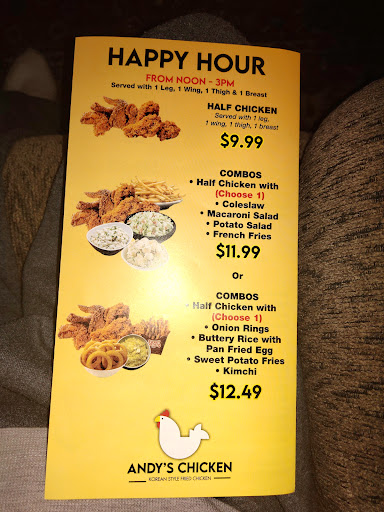 HAPPY HOUR
FROM NOON - 3PM
Served with 1 Leg, 1 Wing, 1 Thigh & 1 Breast
HALF CHICKEN
Served with 1 leg,
1 wing, 1 thigh, 1 breast
$9.99
COMBOS
• Half Chicken with
(Choose 1)
• Coleslaw
• Macaroni Salad
• Potato Salad
• French Fries
$11.99
Or
COMBOS
• Half Chicken with
(Choose 1)
• Onion Rings
• Buttery Rice with
Pan Fried Egg
• Sweet Potato Fries
• Kimchi
$12.49
ANDY'S CHICKEN
KOREAN STYLE FRIED CHICKEN